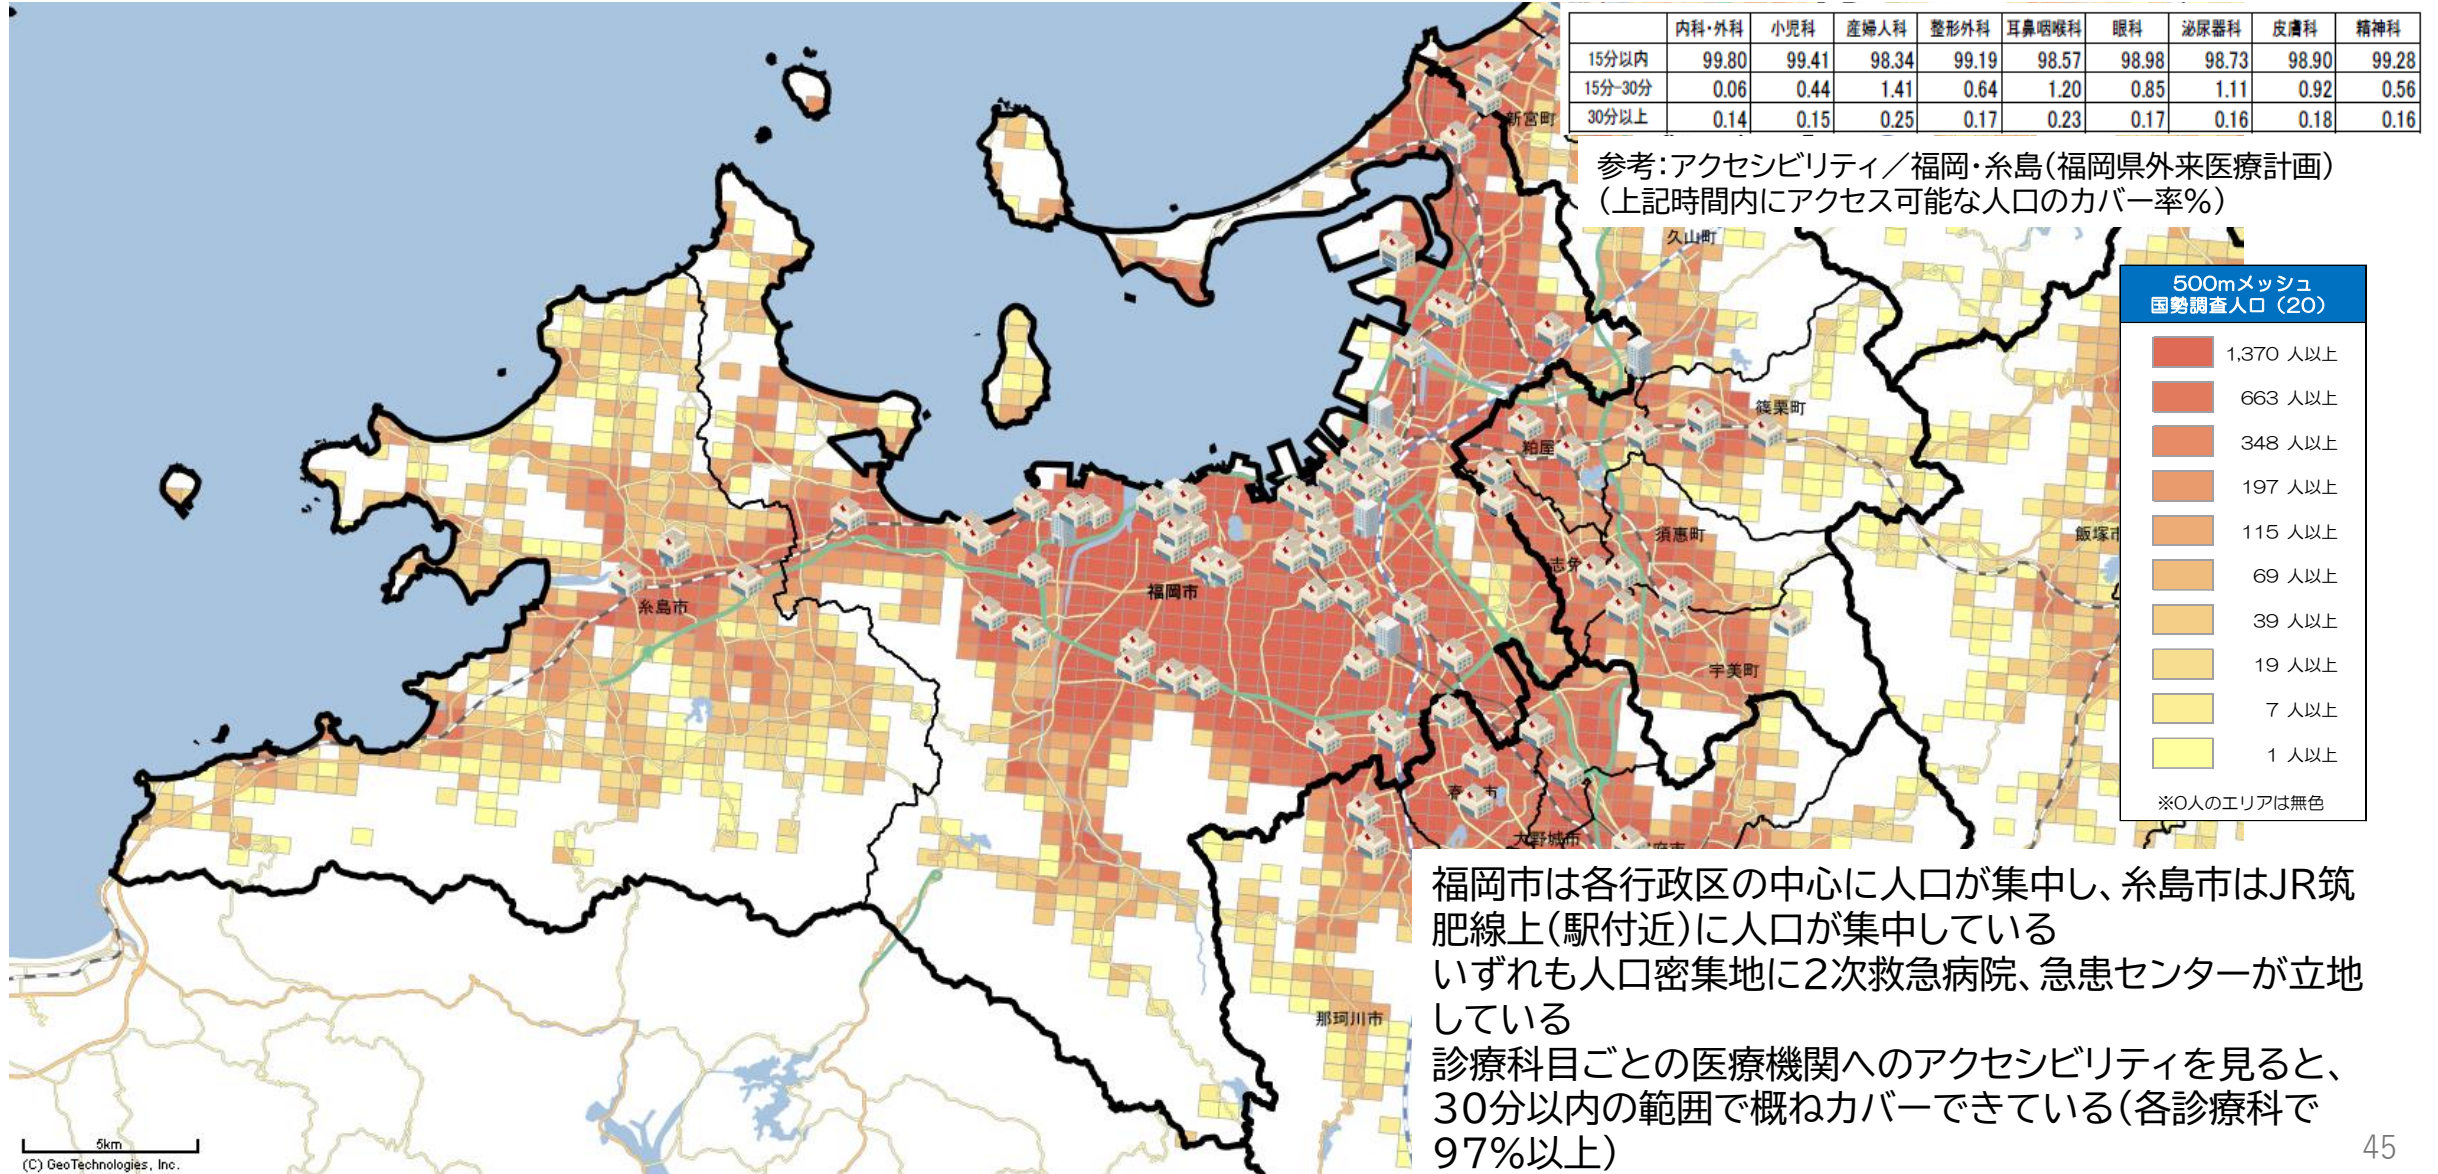 内科・外科 小児科 産婦人科 整形外科 耳鼻咽喉科 眼科 泌尿器科 皮膚科 精神科
15分以内 99.80 99.41 98.34 99.19 98.57 98.98 98.73 98.90 99.28
15分-30分 0.06 0.44 1.41 0.64 1.20 0.85 1.11 0.92 0.56
30分以上 0.14 0.15 0.25 0.17 0.23 0.17 0.16 0.18 0.16
参考：アクセシビリティ／福岡・糸島（福岡県外来医療計画）
（上記時間内にアクセス可能な人口のカバー率％）
新宮町
久山町
500mメッシュ
国勢調査人口（20）
1,370 人以上
663 人以上
348 人以上
197 人以上
115 人以上
69 人以上
39 人以上
19 人以上
7 人以上
1 人以上
※0人のエリアは無色
篠栗町
粕屋
須惠町
飯塚市
志免
福岡市
糸島市
宇美町
大野城市
那珂川市
福岡市は各行政区の中心に人口が集中し、糸島市はJR筑
肥線上（駅付近）に人口が集中している
いずれも人口密集地に２次救急病院、急患センターが立地
している
診療科目ごとの医療機関へのアクセシビリティを見ると、
３０分以内の範囲で概ねカバーできている（各診療科で
９７％以上）
5km
(C) GeoTechnologies, Inc.
45